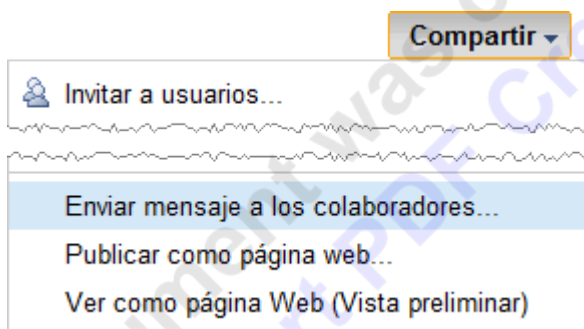 Compartir
Invitar a usuarios...
Enviar mensaje a los colaboradores...
Publicar como página web...
Ver como página Web (Vista preliminar)